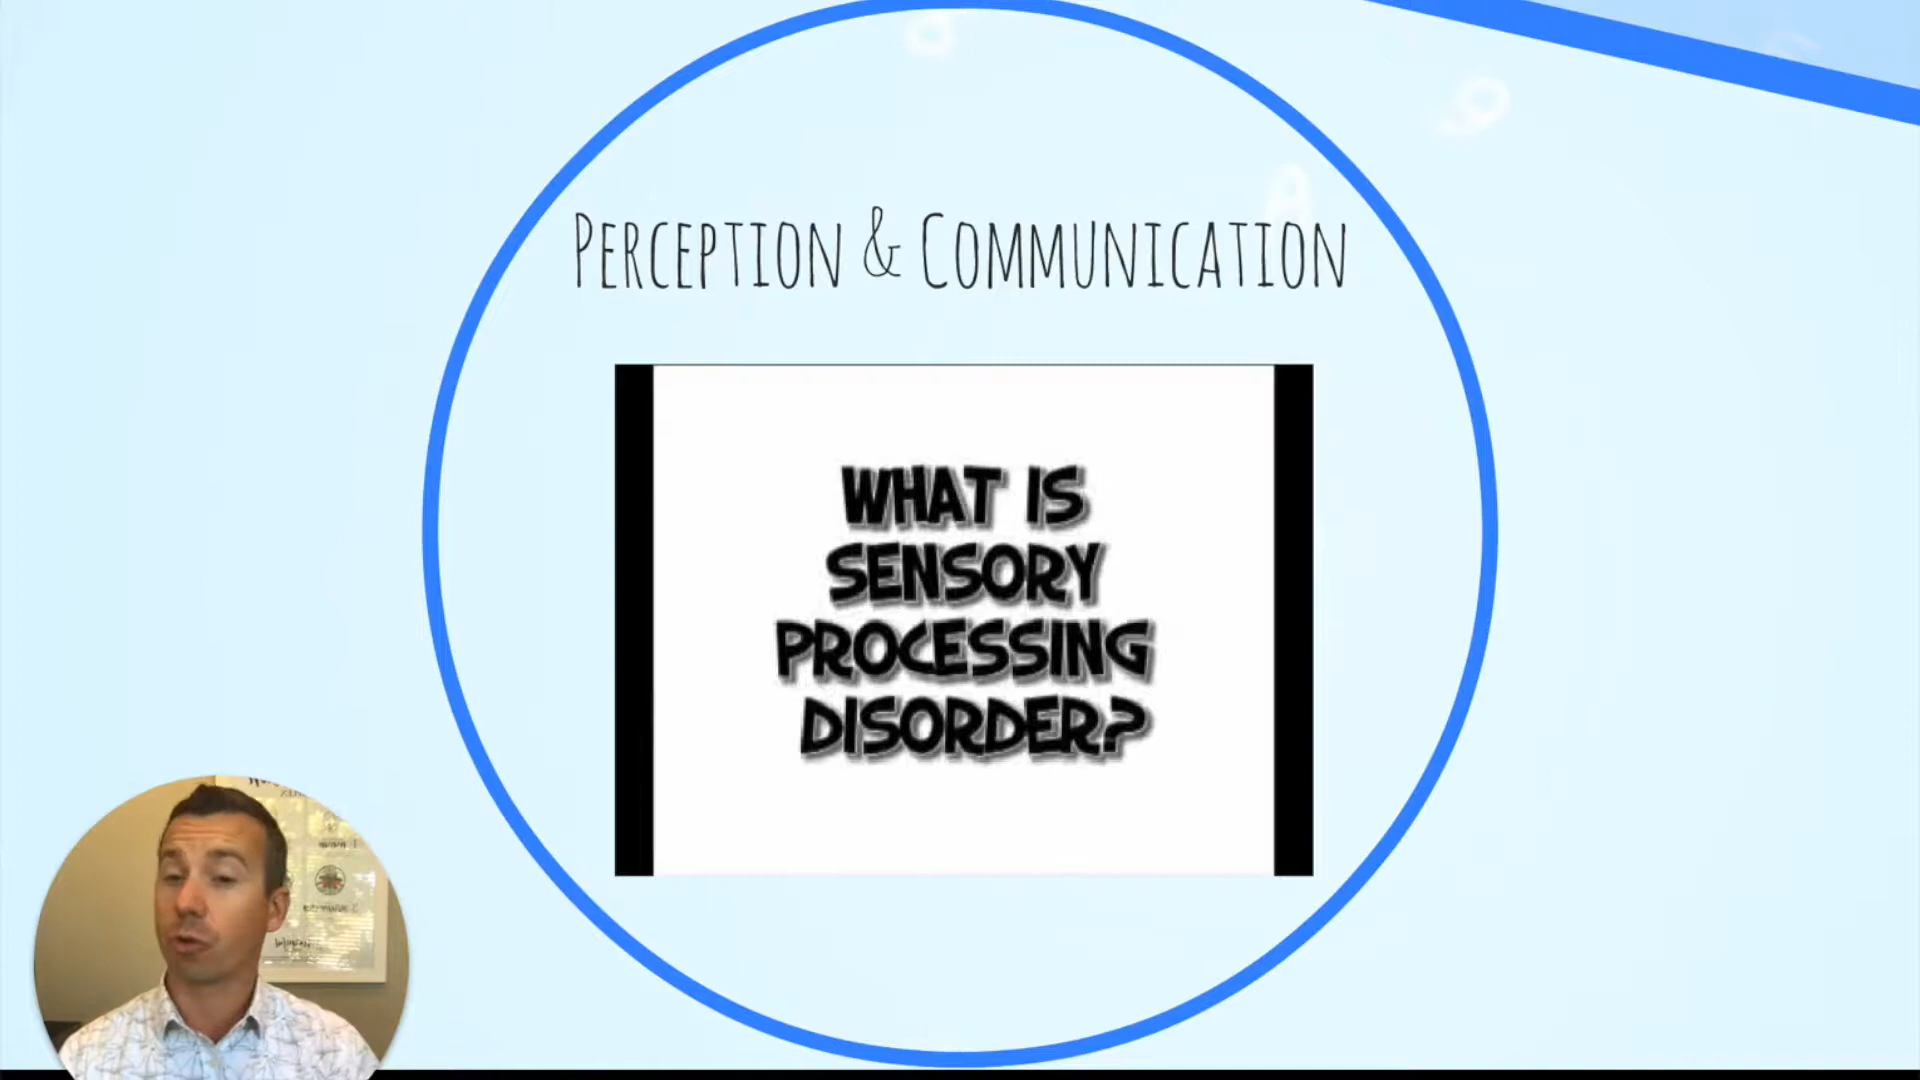 PERCEPTION & COMMUNICATION
WHAT IS
SENSORY
PROCESSING
DISORDER?